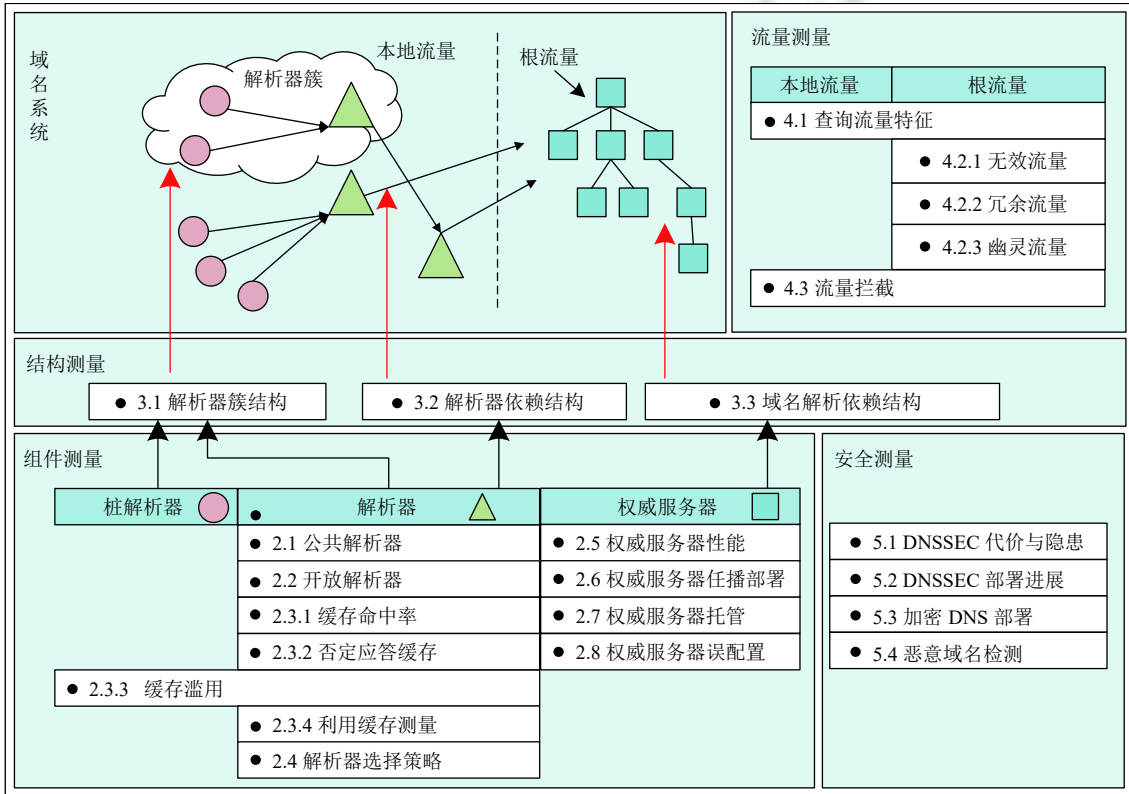 域名系统
解析器簇
本地流量
根流量
流量测量
本地流量
根流量
● 4.1 查询流量特征
● 4.2.1 无效流量
● 4.2.2 冗余流量
● 4.2.3 幽灵流量
● 4.3 流量拦截
结构测量
● 3.1 解析器簇结构
● 3.2 解析器依赖结构
● 3.3 域名解析依赖结构
组件测量
桩解析器
● 解析器
权威服务器
● 2.1 公共解析器
● 2.5 权威服务器性能
● 2.2 开放解析器
● 2.6 权威服务器任播部署
● 2.3.1 缓存命中率
● 2.7 权威服务器托管
● 2.3.2 否定应答缓存
● 2.8 权威服务器误配置
● 2.3.3 缓存滥用
● 2.3.4 利用缓存测量
● 2.4 解析器选择策略
安全测量
● 5.1 DNSSEC 代价与隐患
● 5.2 DNSSEC 部署进展
● 5.3 加密 DNS 部署
● 5.4 恶意域名检测